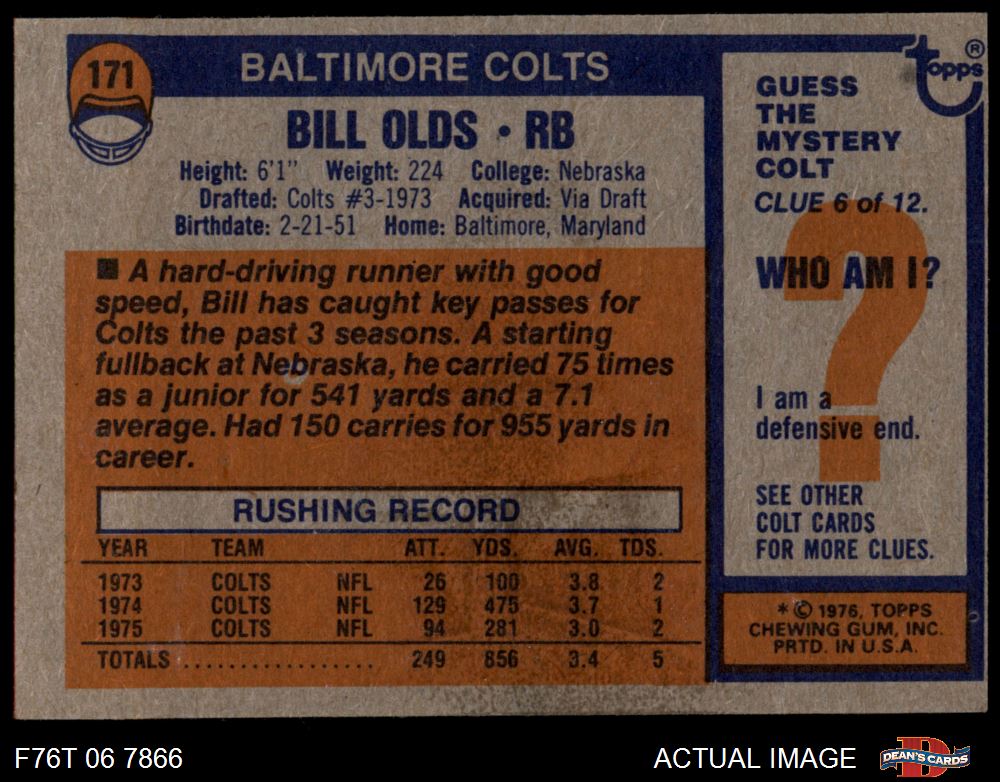 171
BALTIMORE COLTS
BILL OLDS • RB
Height: 6'1" Weight: 224 College: Nebraska
Drafted: Colts #3-1973 Acquired: Via Draft
Birthdate: 2-21-51 Home: Baltimore, Maryland
■ A hard-driving runner with good
speed, Bill has caught key passes for
Colts the past 3 seasons. A starting
fullback at Nebraska, he carried 75 times
as a junior for 541 yards and a 7.1
average. Had 150 carries for 955 yards in
career.
RUSHING RECORD
YEAR TEAM ATT. YDS. AVG. TDS.
1973 COLTS NFL 26 100 3.8 2
1974 COLTS NFL 129 475 3.7 1
1975 COLTS NFL 94 281 3.0 2
TOTALS .................. 249 856 3.4 5
Topps ®
GUESS
THE
MYSTERY
COLT
CLUE 6 of 12.
?
WHO AM I?
I am a
defensive end.
SEE OTHER
COLT CARDS
FOR MORE CLUES.
* © 1976, TOPPS
CHEWING GUM, INC.
PRTD. IN U.S.A.
F76T 06 7866
ACTUAL IMAGE
D
DEAN'S CARDS